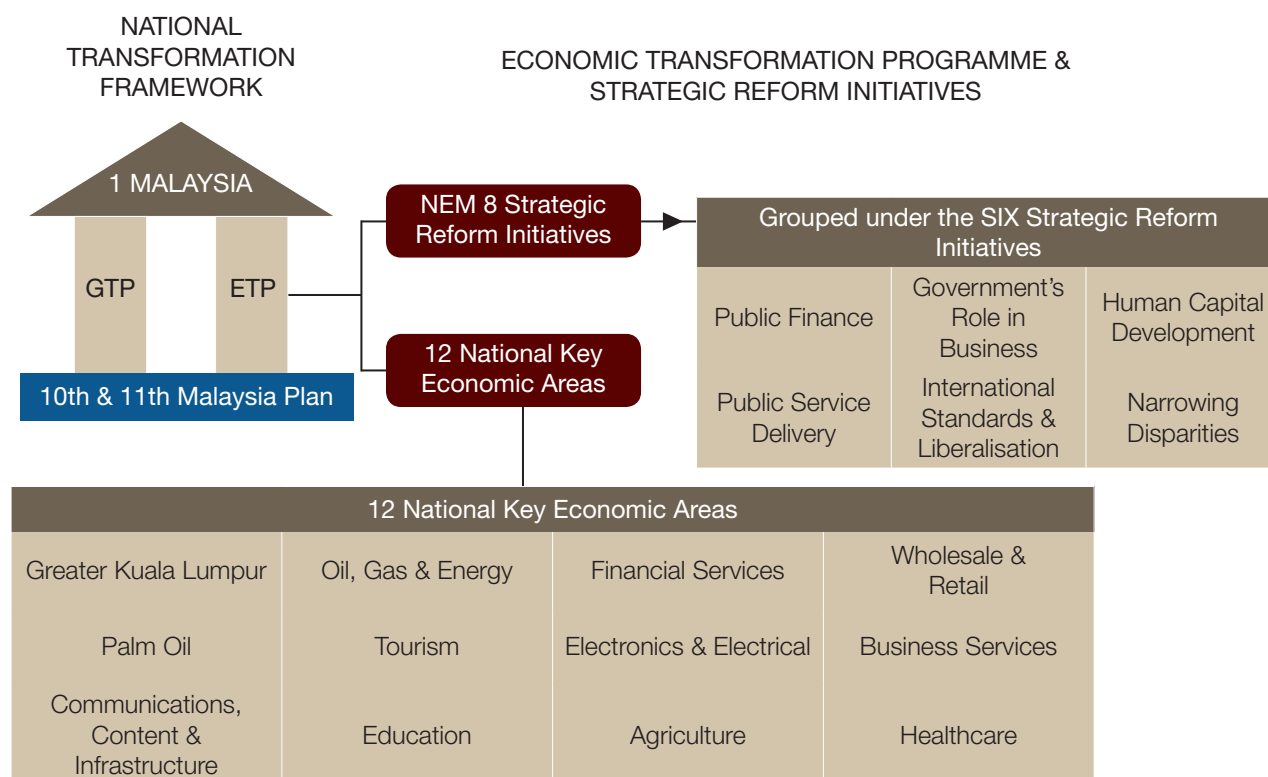 NATIONAL
TRANSFORMATION
FRAMEWORK
ECONOMIC TRANSFORMATION PROGRAMME &
STRATEGIC REFORM INITIATIVES
1 MALAYSIA
GTP
ETP
10th & 11th Malaysia Plan
NEM 8 Strategic
Reform Initiatives
12 National Key
Economic Areas
Grouped under the SIX Strategic Reform
Initiatives
Public Finance
Government’s
Role in
Business
Human Capital
Development
Public Service
Delivery
International
Standards &
Liberalisation
Narrowing
Disparities
12 National Key Economic Areas
Greater Kuala Lumpur
Oil, Gas & Energy
Financial Services
Wholesale &
Retail
Palm Oil
Tourism
Electronics & Electrical
Business Services
Communications,
Content &
Infrastructure
Education
Agriculture
Healthcare